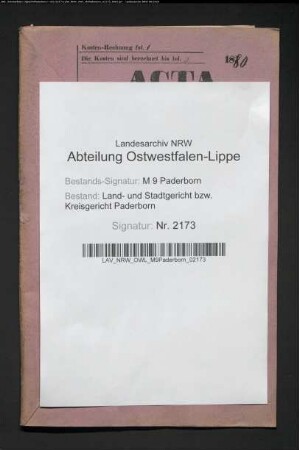 Kosten-Rechnung fol. 1
Die Kosten sind berechnet bis fol.
1880
ACTA
Landesarchiv NRW
Abteilung Ostwestfalen-Lippe
Bestands-Signatur: M 9 Paderborn
Bestand: Land- und Stadtgericht bzw.
Kreisgericht Paderborn
Signatur: Nr. 2173
LAV_NRW_OWL_M9Paderborn_02173